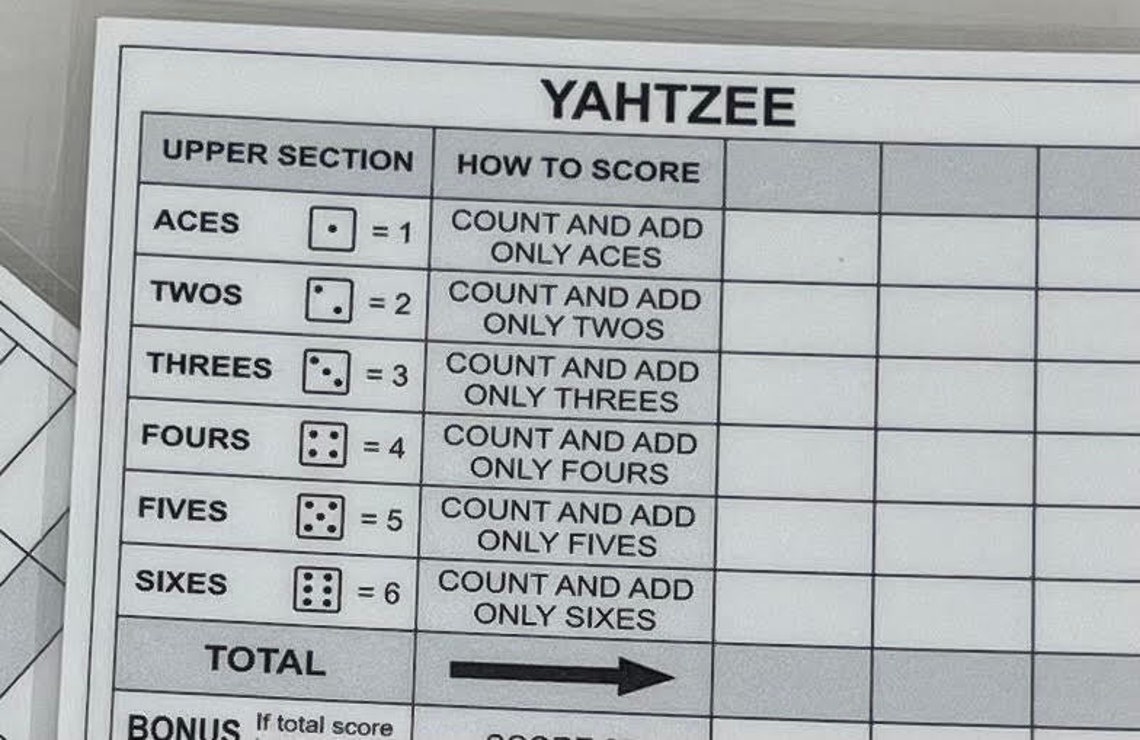 YAHTZEE
UPPER SECTION HOW TO SCORE
ACES = 1 COUNT AND ADD
ONLY ACES
TWOS = 2 COUNT AND ADD
ONLY TWOS
THREES = 3 COUNT AND ADD
ONLY THREES
FOURS = 4 COUNT AND ADD
ONLY FOURS
FIVES = 5 COUNT AND ADD
ONLY FIVES
SIXES = 6 COUNT AND ADD
ONLY SIXES
TOTAL
BONUS If total score